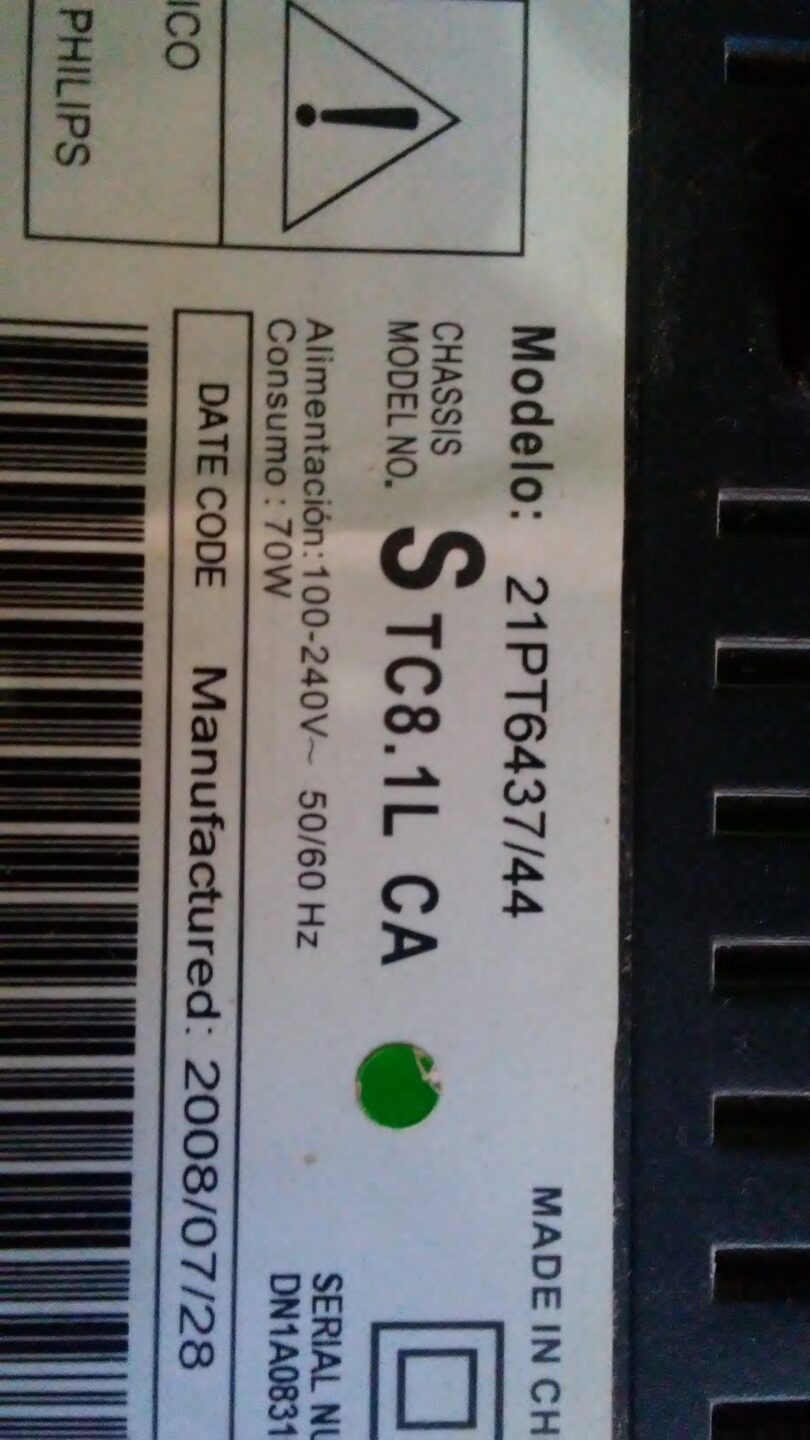 ICO
PHILIPS
Modelo: 21PT6437/44
MADE IN CH
CHASSIS
MODEL NO. S TC8.1L CA
Alimentación:100-240V~ 50/60 Hz
Consumo : 70W
SERIAL NU
DN1A0831
DATE CODE Manufactured: 2008/07/28